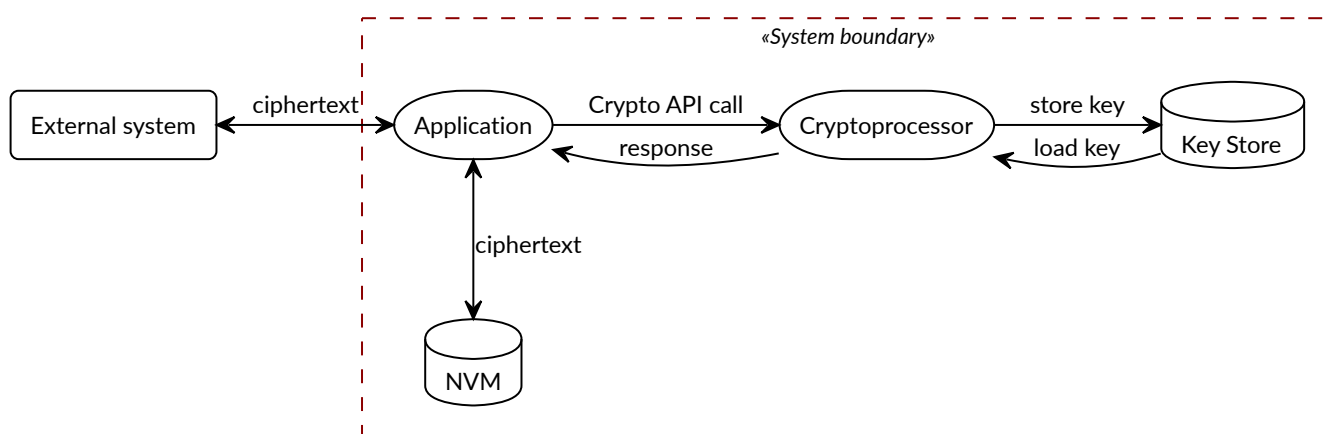 «System boundary»
External system
ciphertext
Application
Crypto API call
response
Cryptoprocessor
store key
load key
Key Store
ciphertext
NVM